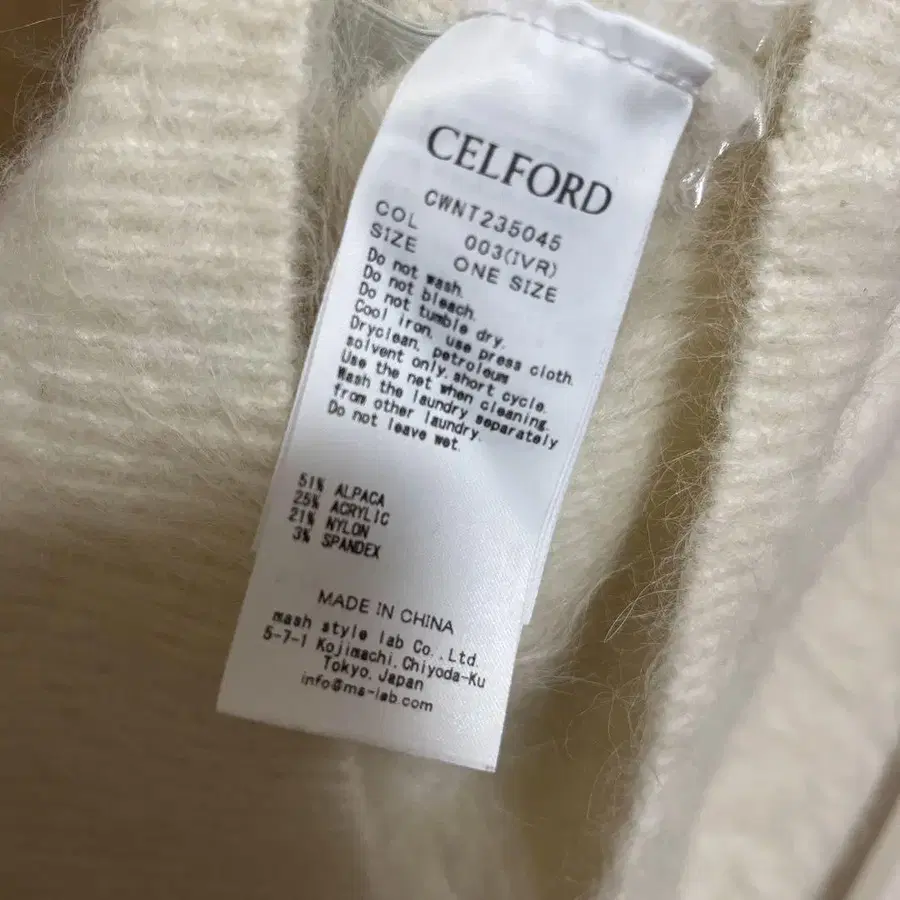 CELFORD
CWNT235045
COL 003(IVR)
SIZE ONE SIZE
Do not wash.
Do not bleach.
Do not tumble dry.
Cool iron, use press cloth.
Dryclean, petroleum
solvent only,short cycle.
Use the net when cleaning.
Wash the laundry separately
from other laundry.
Do not leave wet.
51% ALPACA
25% ACRYLIC
21% NYLON
3% SPANDEX
MADE IN CHINA
mash style lab Co.,Ltd.
5-7-1 Kojimachi,Chiyoda-Ku
Tokyo,Japan
info@ms-lab.com